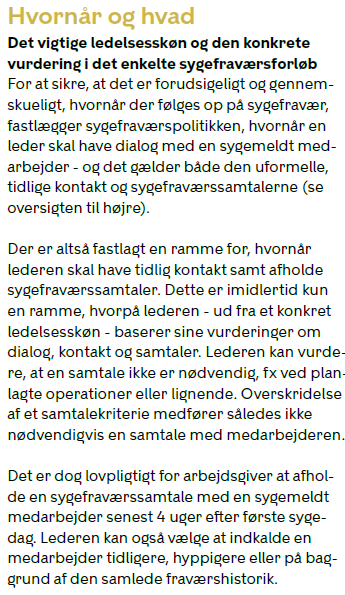 Hvornår og hvad
Det vigtige ledelsesskøn og den konkrete
vurdering i det enkelte sygefraværsforløb
For at sikre, at det er forudsigeligt og gennem-
skueligt, hvornår der følges op på sygefravær,
fastlægger sygefraværspolitikken, hvornår en
leder skal have dialog med en sygemeldt med-
arbejder - og det gælder både den uformelle,
tidlige kontakt og sygefraværssamtalerne (se
oversigten til højre).
Der er altså fastlagt en ramme for, hvornår
lederen skal have tidlig kontakt samt afholde
sygefraværssamtaler. Dette er imidlertid kun
en ramme, hvorpå lederen - ud fra et konkret
ledelsesskøn - baserer sine vurderinger om
dialog, kontakt og samtaler. Lederen kan vurde-
re, at en samtale ikke er nødvendig, fx ved plan-
lagte operationer eller lignende. Overskridelse
af et samtalekriterie medfører således ikke
nødvendigvis en samtale med medarbejderen.
Det er dog lovpligtigt for arbejdsgiver at afhol-
de en sygefraværssamtale med en sygemeldt
medarbejder senest 4 uger efter første syge-
dag. Lederen kan også vælge at indkalde en
medarbejder tidligere, hyppigere eller på bag-
grund af den samlede fraværshistorik.